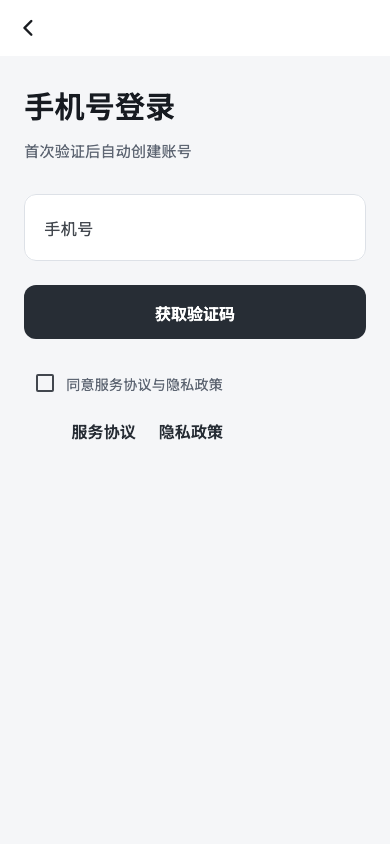 手机号登录
首次验证后自动创建账号
手机号
获取验证码
同意服务协议与隐私政策
服务协议 隐私政策